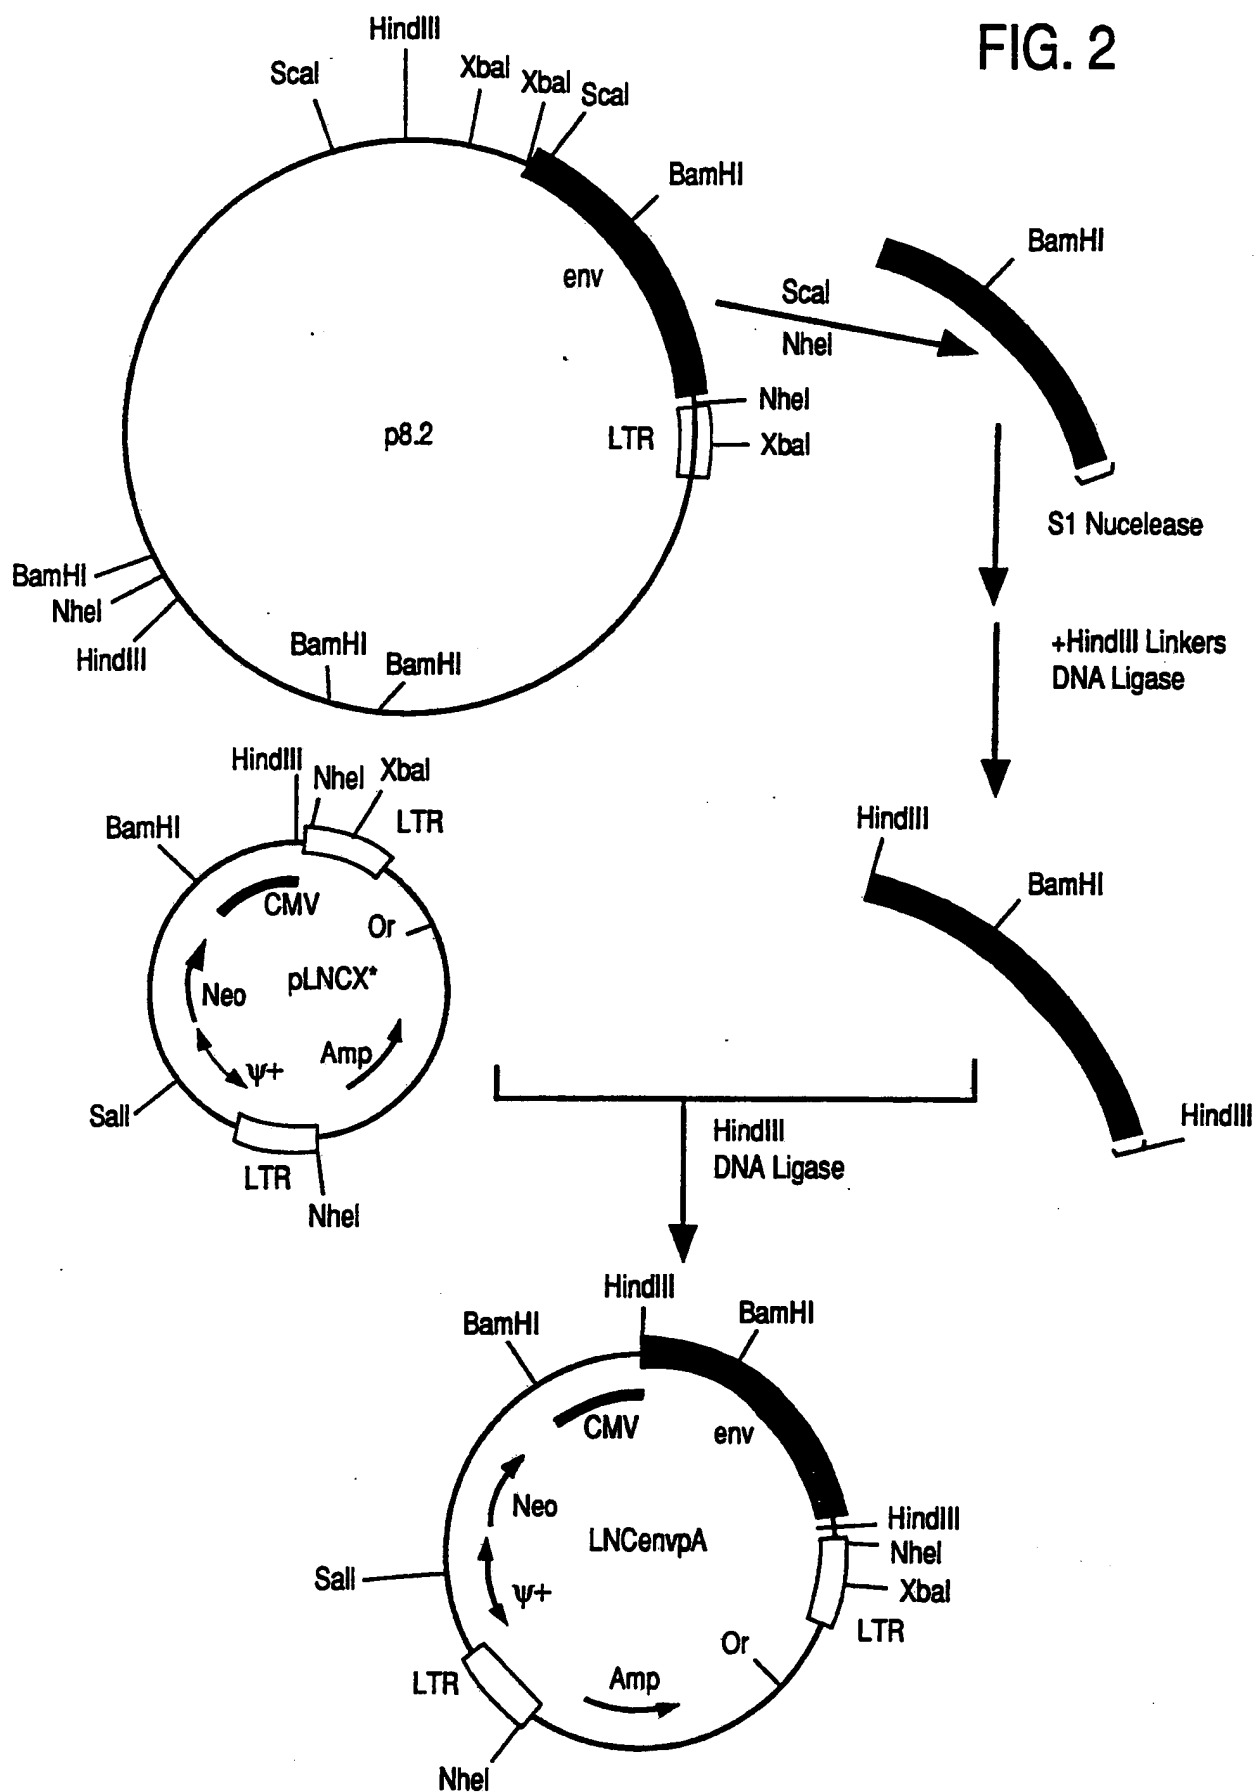 FIG. 2
HindIII
ScaI
XbaI
XbaI
ScaI
BamHI
env
p8.2
LTR
NheI
XbaI
BamHI
NheI
HindIII
BamHI
BamHI
ScaI
NheI
BamHI
S1 Nucelease
+HindIII Linkers
DNA Ligase
HindIII
NheI
XbaI
LTR
BamHI
CMV
Or
pLNCX*
Neo
Amp
ψ+
SalI
LTR
NheI
HindIII
BamHI
HindIII
HindIII
DNA Ligase
HindIII
BamHI
BamHI
CMV
env
Neo
LNCenvpA
HindIII
NheI
XbaI
LTR
SalI
ψ+
Or
LTR
Amp
NheI